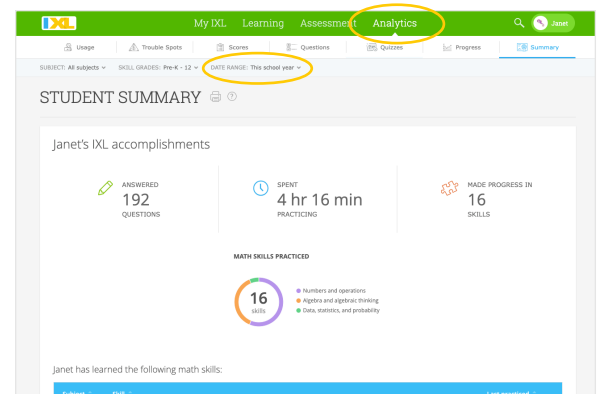 IXL My IXL Learning Assessment Analytics Janet
Usage Trouble Spots Scores Questions Quizzes Progress Summary
SUBJECT: All subjects SKILL GRADES: Pre-K - 12 DATE RANGE: This school year
STUDENT SUMMARY ?
Janet's IXL accomplishments
ANSWERED
192
QUESTIONS
SPENT
4 hr 16 min
PRACTICING
MADE PROGRESS IN
16
SKILLS
MATH SKILLS PRACTICED
16
skills
Numbers and operations
Algebra and algebraic thinking
Data, statistics, and probability
Janet has learned the following math skills: